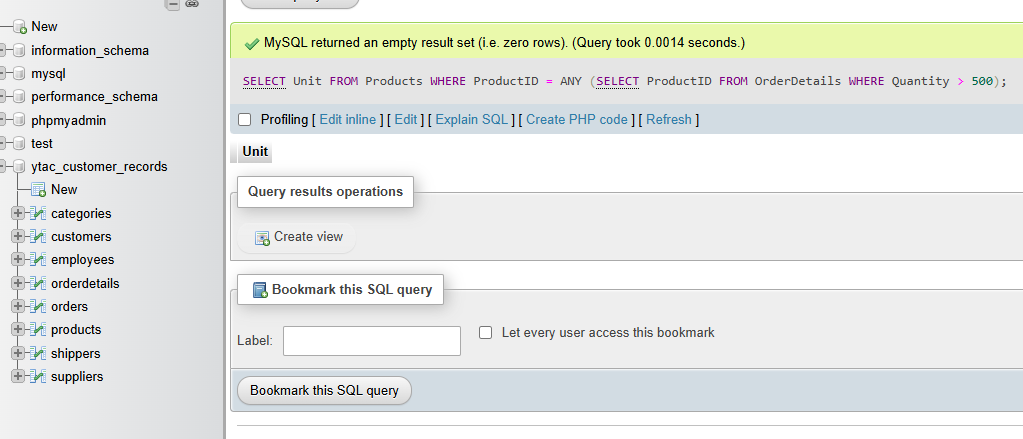 New
information_schema
mysql
performance_schema
phpmyadmin
test
ytac_customer_records
New
categories
customers
employees
orderdetails
orders
products
shippers
suppliers
MySQL returned an empty result set (i.e. zero rows). (Query took 0.0014 seconds.)
SELECT Unit FROM Products WHERE ProductID = ANY (SELECT ProductID FROM OrderDetails WHERE Quantity > 500);
Profiling [ Edit inline ] [ Edit ] [ Explain SQL ] [ Create PHP code ] [ Refresh ]
Unit
Query results operations
Create view
Bookmark this SQL query
Label:
Let every user access this bookmark
Bookmark this SQL query